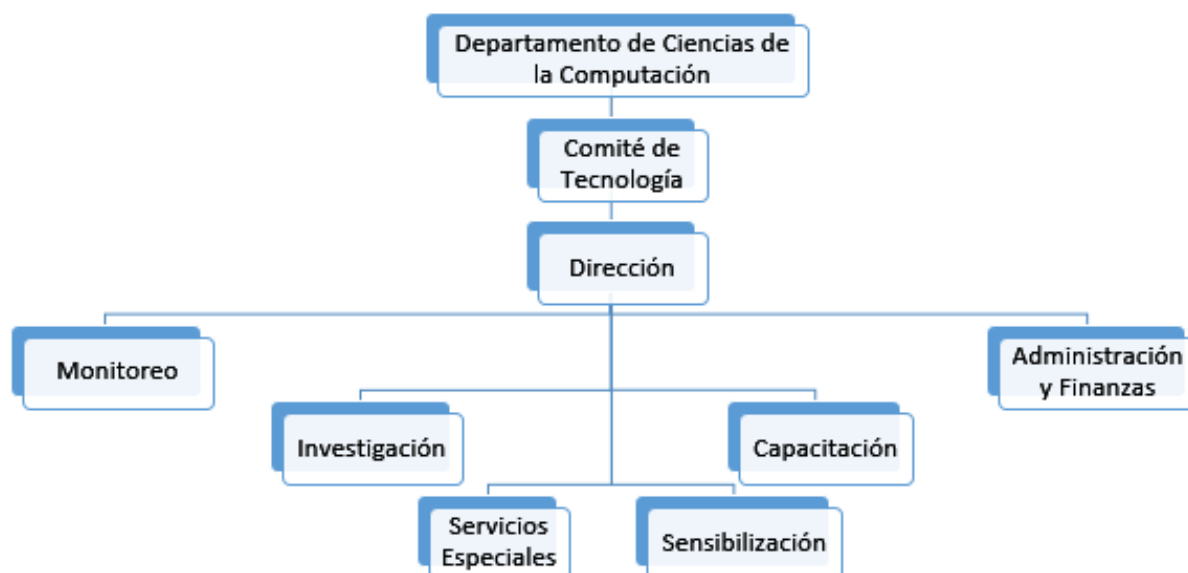 Departamento de Ciencias de
la Computación
Comité de
Tecnología
Dirección
Monitoreo
Administración
y Finanzas
Investigación
Capacitación
Servicios
Especiales
Sensibilización